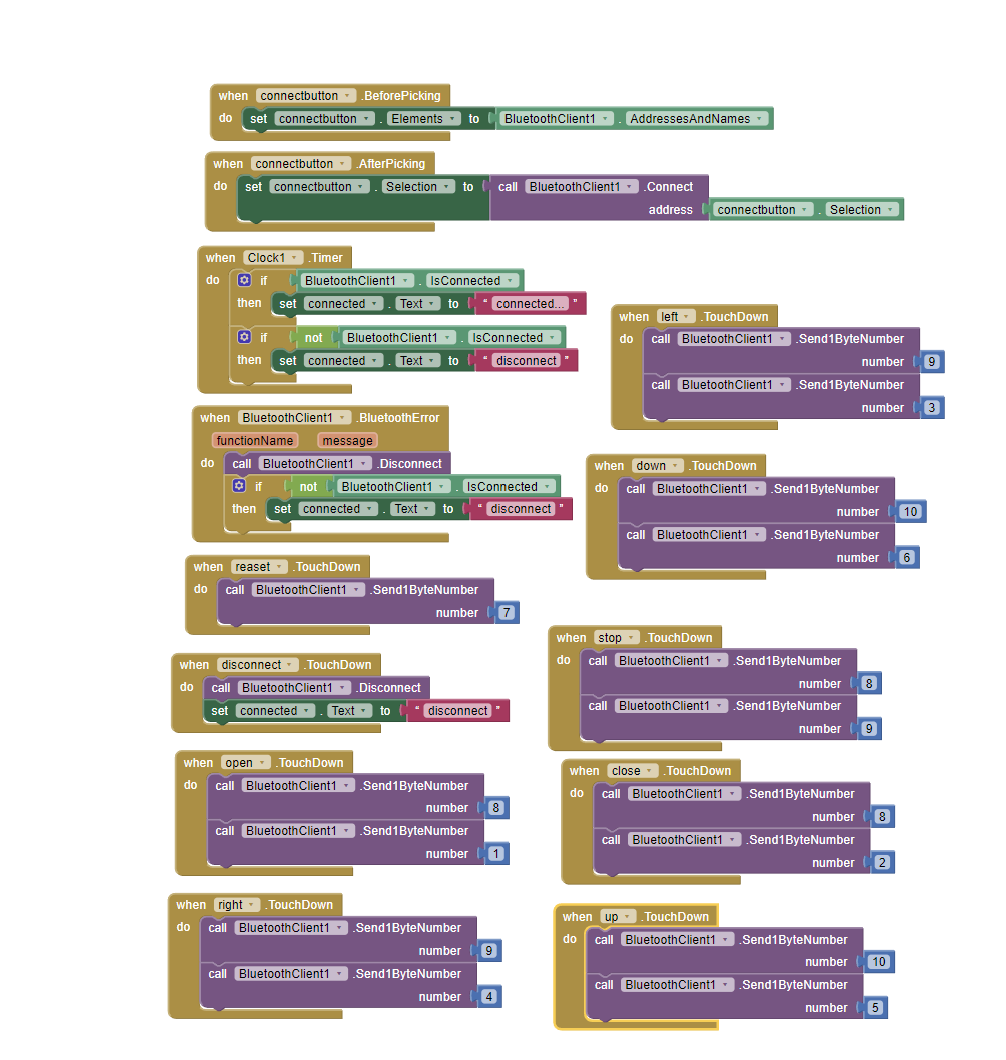 when connectbutton .BeforePicking
do set connectbutton . Elements to BluetoothClient1 . AddressesAndNames
when connectbutton .AfterPicking
do set connectbutton . Selection to call BluetoothClient1 .Connect
address connectbutton . Selection
when Clock1 .Timer
do if BluetoothClient1 . IsConnected
then set connected . Text to " connected... "
if not BluetoothClient1 . IsConnected
then set connected . Text to " disconnect "
when BluetoothClient1 .BluetoothError
functionName message
do call BluetoothClient1 .Disconnect
if not BluetoothClient1 . IsConnected
then set connected . Text to " disconnect "
when reaset .TouchDown
do call BluetoothClient1 .Send1ByteNumber
number 7
when disconnect .TouchDown
do call BluetoothClient1 .Disconnect
set connected . Text to " disconnect "
when open .TouchDown
do call BluetoothClient1 .Send1ByteNumber
number 8
call BluetoothClient1 .Send1ByteNumber
number 1
when right .TouchDown
do call BluetoothClient1 .Send1ByteNumber
number 9
call BluetoothClient1 .Send1ByteNumber
number 4
when left .TouchDown
do call BluetoothClient1 .Send1ByteNumber
number 9
call BluetoothClient1 .Send1ByteNumber
number 3
when down .TouchDown
do call BluetoothClient1 .Send1ByteNumber
number 10
call BluetoothClient1 .Send1ByteNumber
number 6
when stop .TouchDown
do call BluetoothClient1 .Send1ByteNumber
number 8
call BluetoothClient1 .Send1ByteNumber
number 9
when close .TouchDown
do call BluetoothClient1 .Send1ByteNumber
number 8
call BluetoothClient1 .Send1ByteNumber
number 2
when up .TouchDown
do call BluetoothClient1 .Send1ByteNumber
number 10
call BluetoothClient1 .Send1ByteNumber
number 5